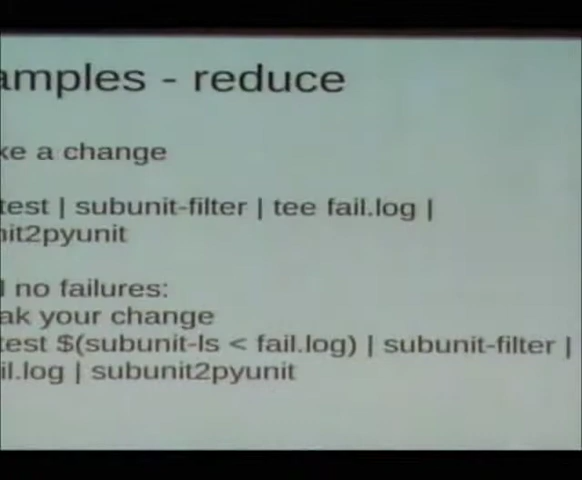 amples - reduce
ke a change
test | subunit-filter | tee fail.log |
nit2pyunit
l no failures:
ak your change
test $(subunit-ls < fail.log) | subunit-filter |
il.log | subunit2pyunit